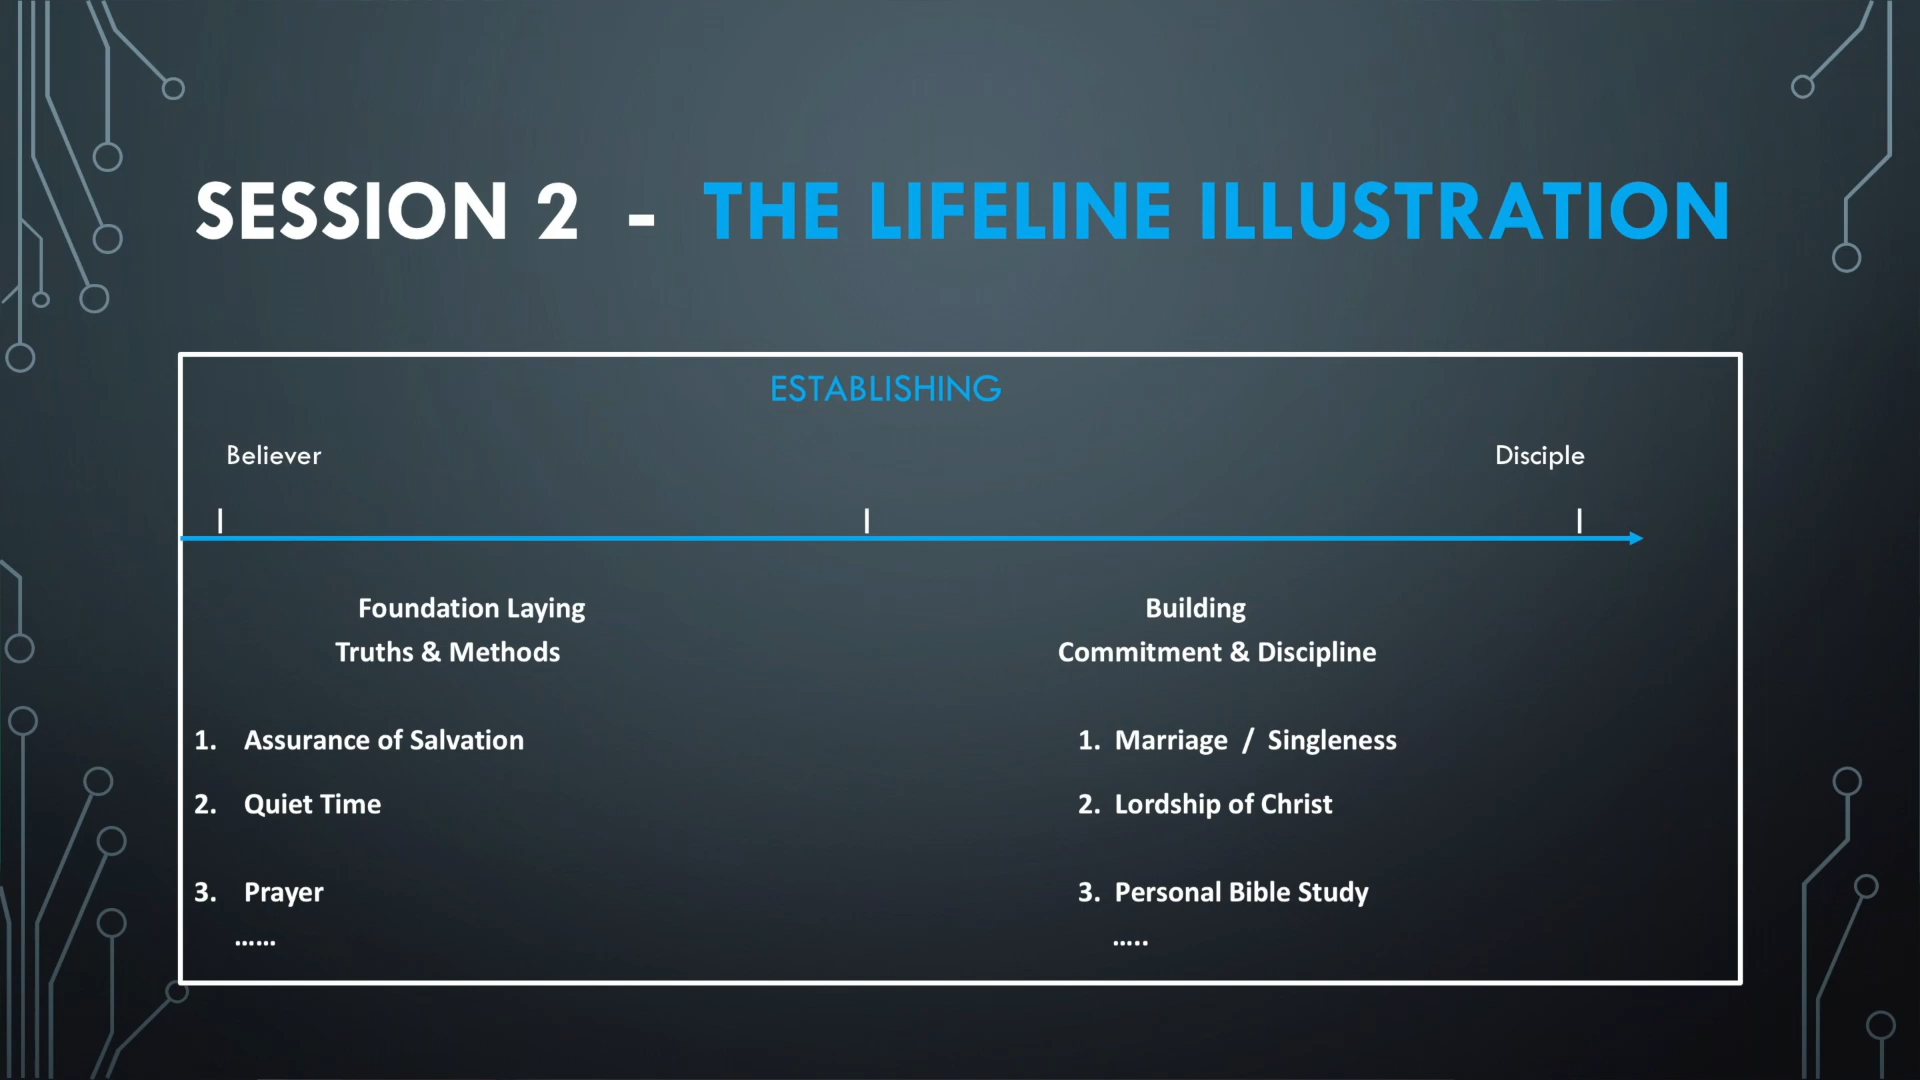 SESSION 2 - THE LIFELINE ILLUSTRATION
ESTABLISHING
Believer Disciple
| | |
Foundation Laying Building
Truths & Methods Commitment & Discipline
1. Assurance of Salvation 1. Marriage / Singleness
2. Quiet Time 2. Lordship of Christ
3. Prayer 3. Personal Bible Study
...... .....